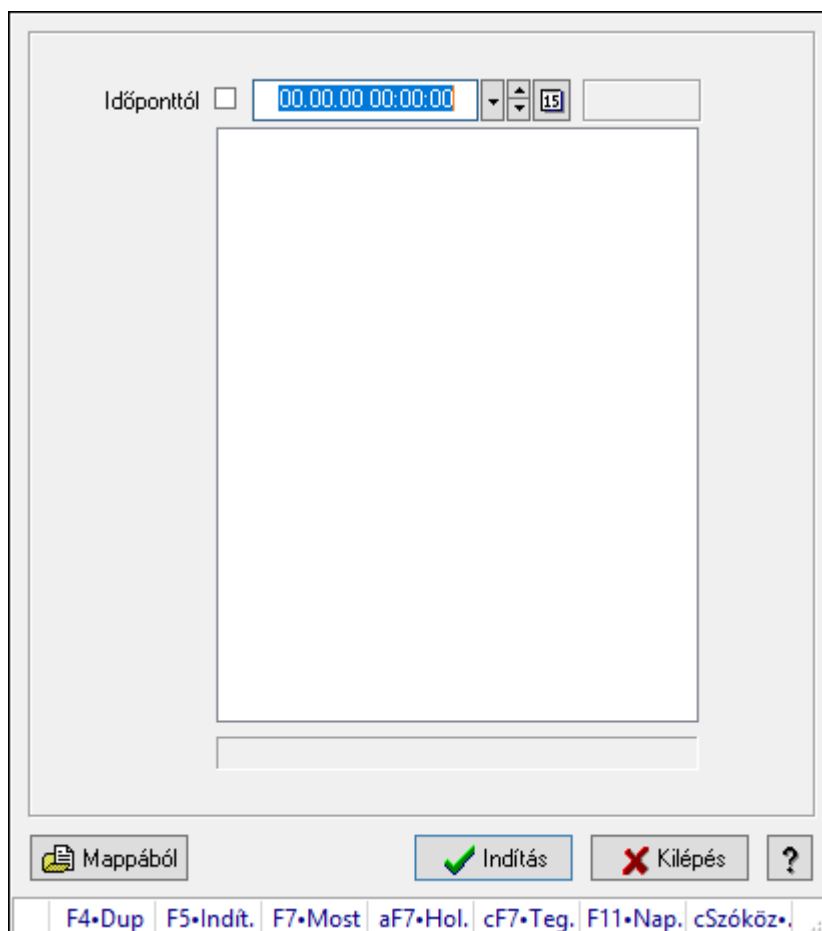 Időponttól 00.00.00 00:00:00 15
Mappából Indítás Kilépés ?
F4•Dup F5•Indít. F7•Most aF7•Hol. cF7•Teg. F11•Nap. cSzóköz•.